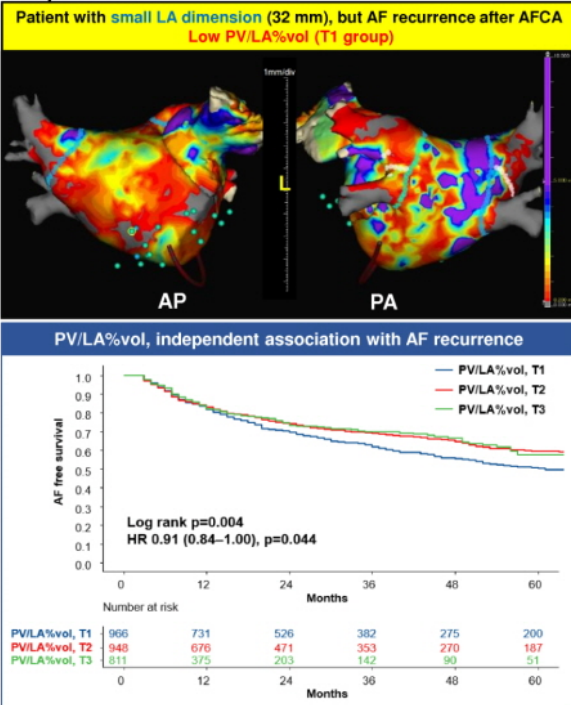 Patient with small LA dimension (32 mm), but AF recurrence after AFCA
Low PV/LA%vol (T1 group)
1mm/div
L
AP
PA
PV/LA%vol, independent association with AF recurrence
PV/LA%vol, T1
PV/LA%vol, T2
PV/LA%vol, T3
AF free survival
1.0
0.9
0.8
0.7
0.6
0.5
0.4
0.3
0.2
0.1
0.0
Log rank p=0.004
HR 0.91 (0.84–1.00), p=0.044
0 12 24 36 48 60
Months
Number at risk
PV/LA%vol, T1 966 731 526 382 275 200
PV/LA%vol, T2 948 676 471 353 270 187
PV/LA%vol, T3 811 375 203 142 90 51
0 12 24 36 48 60
Months